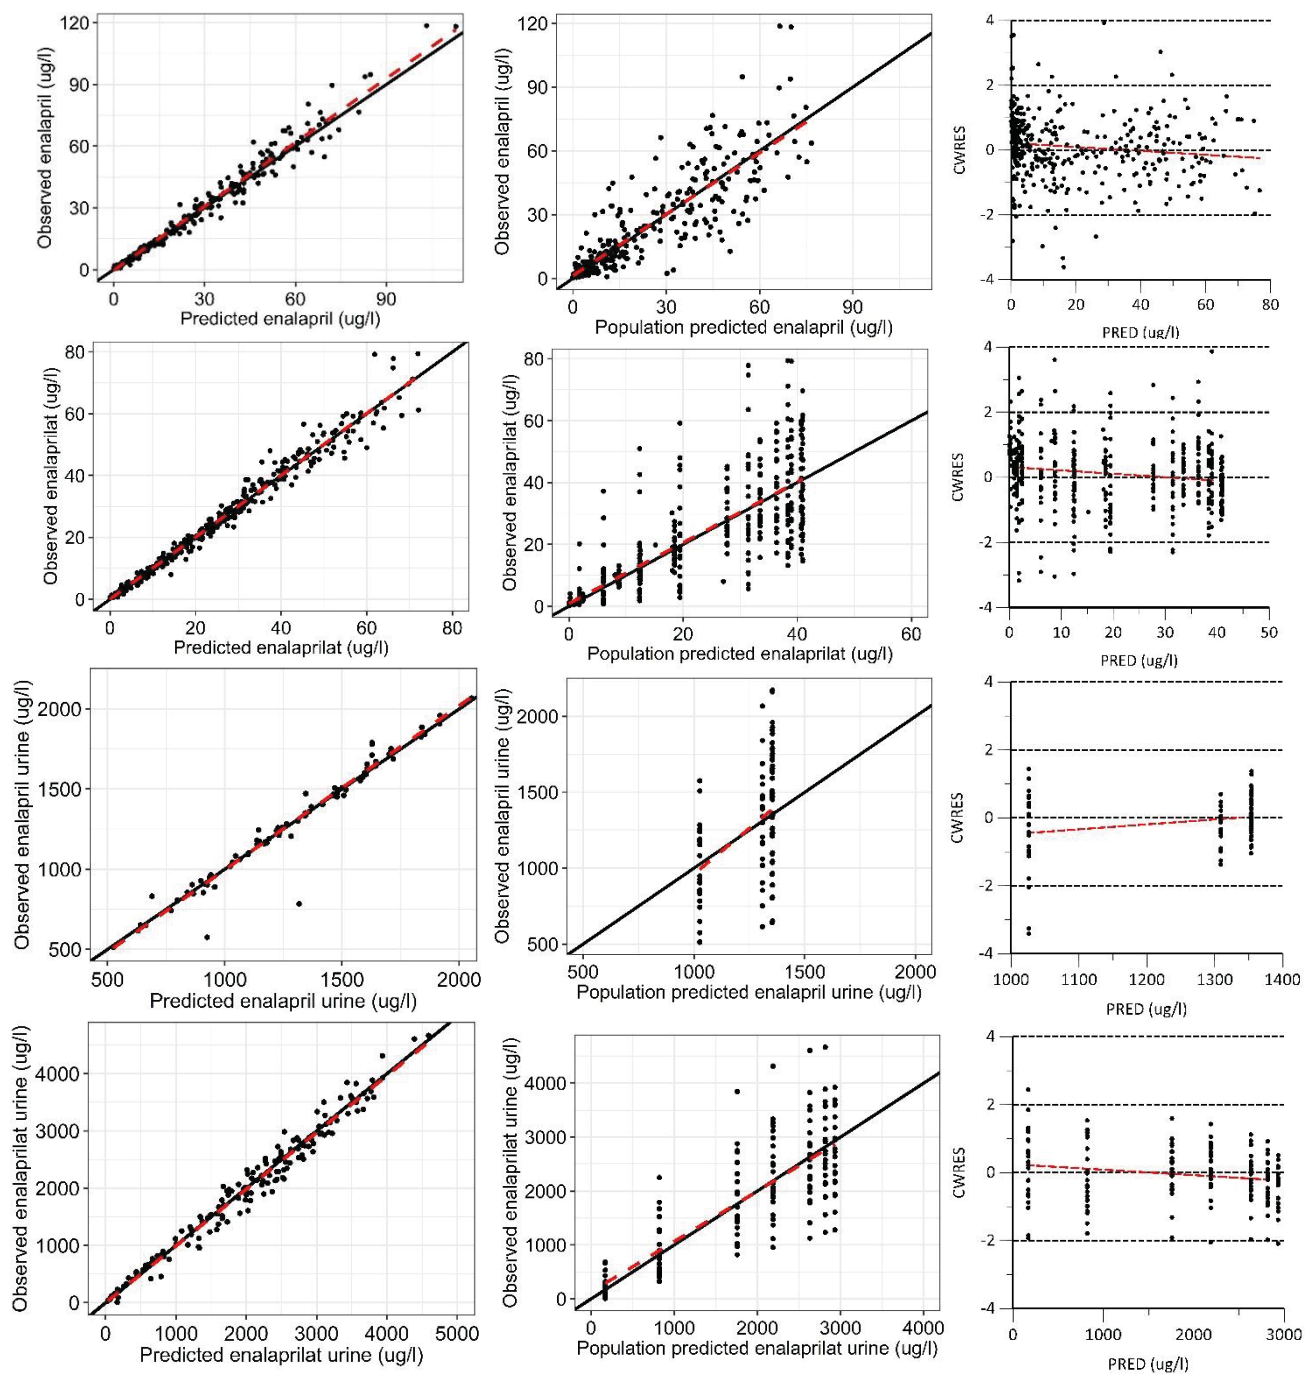 Observed enalapril (ug/l)
120
90
60
30
0
0 30 60 90
Predicted enalapril (ug/l)
Observed enalapril (ug/l)
120
90
60
30
0
0 30 60 90
Population predicted enalapril (ug/l)
CWRES
4
2
0
-2
-4
0 20 40 60 80
PRED (ug/l)
Observed enalaprilat (ug/l)
80
60
40
20
0
0 20 40 60 80
Predicted enalaprilat (ug/l)
Observed enalaprilat (ug/l)
80
60
40
20
0
0 20 40 60
Population predicted enalaprilat (ug/l)
CWRES
4
2
0
-2
-4
0 10 20 30 40 50
PRED (ug/l)
Observed enalapril urine (ug/l)
2000
1500
1000
500
500 1000 1500 2000
Predicted enalapril urine (ug/l)
Observed enalapril urine (ug/l)
2000
1500
1000
500
500 1000 1500 2000
Population predicted enalapril urine (ug/l)
CWRES
4
2
0
-2
-4
1000 1100 1200 1300 1400
PRED (ug/l)
Observed enalaprilat urine (ug/l)
4000
3000
2000
1000
0
0 1000 2000 3000 4000 5000
Predicted enalaprilat urine (ug/l)
Observed enalaprilat urine (ug/l)
4000
3000
2000
1000
0
0 1000 2000 3000 4000
Population predicted enalaprilat urine (ug/l)
CWRES
4
2
0
-2
-4
0 1000 2000 3000
PRED (ug/l)